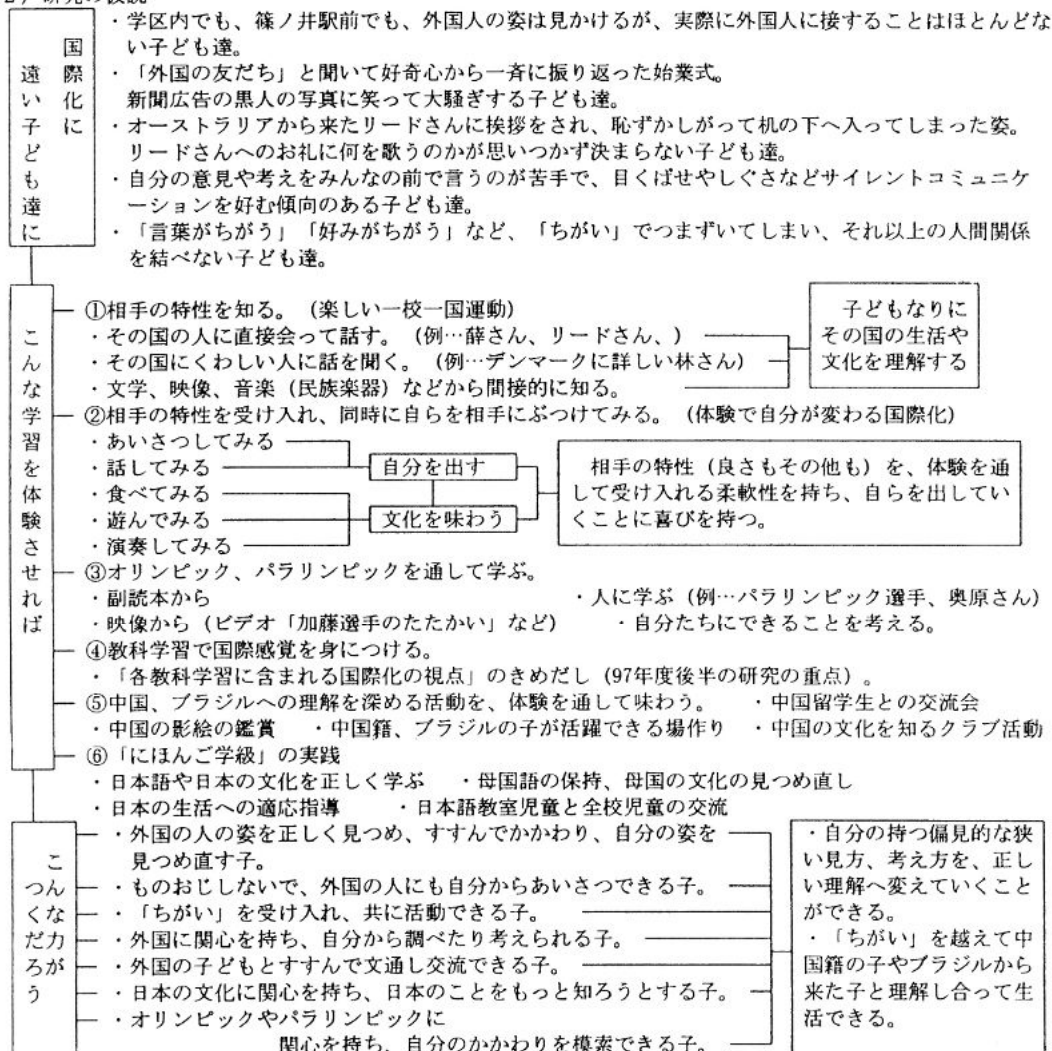 2）研究の仮説
国際化に
遠い子ども達に
・学区内でも、篠ノ井駅前でも、外国人の姿は見かけるが、実際に外国人に接することはほとんどな
い子ども達。
・「外国の友だち」と聞いて好奇心から一斉に振り返った始業式。
新聞広告の黒人の写真に笑って大騒ぎする子ども達。
・オーストラリアから来たリードさんに挨拶をされ、恥ずかしがって机の下へ入ってしまった姿。
リードさんへのお礼に何を歌うのかが思いつかず決まらない子ども達。
・自分の意見や考えをみんなの前で言うのが苦手で、目くばせやしぐさなどサイレントコミュニケ
ーションを好む傾向のある子ども達。
・「言葉がちがう」「好みがちがう」など、「ちがい」でつまずいてしまい、それ以上の人間関係
を結べない子ども達。
こんな学習を体験させれば
①相手の特性を知る。（楽しい一校一国運動）
・その国の人に直接会って話す。（例…薛さん、リードさん、）
・その国にくわしい人に話を聞く。（例…デンマークに詳しい林さん）
・文学、映像、音楽（民族楽器）などから間接的に知る。
子どもなりに
その国の生活や
文化を理解する
②相手の特性を受け入れ、同時に自らを相手にぶつけてみる。（体験で自分が変わる国際化）
・あいさつしてみる
・話してみる
・食べてみる
・遊んでみる
・演奏してみる
自分を出す
文化を味わう
相手の特性（良さもその他も）を、体験を通
して受け入れる柔軟性を持ち、自らを出してい
くことに喜びを持つ。
③オリンピック、パラリンピックを通して学ぶ。
・副読本から ・人に学ぶ（例…パラリンピック選手、奥原さん）
・映像から（ビデオ「加藤選手のたたかい」など） ・自分たちにできることを考える。
④教科学習で国際感覚を身につける。
・「各教科学習に含まれる国際化の視点」のきめだし（97年度後半の研究の重点）。
⑤中国、ブラジルへの理解を深める活動を、体験を通して味わう。 ・中国留学生との交流会
・中国の影絵の鑑賞 ・中国籍、ブラジルの子が活躍できる場作り ・中国の文化を知るクラブ活動
⑥「にほんご学級」の実践
・日本語や日本の文化を正しく学ぶ ・母国語の保持、母国の文化の見つめ直し
・日本の生活への適応指導 ・日本語教室児童と全校児童の交流
こんな力が
つくだろう
・外国の人の姿を正しく見つめ、すすんでかかわり、自分の姿を
見つめ直す子。
・ものおじしないで、外国の人にも自分からあいさつできる子。
・「ちがい」を受け入れ、共に活動できる子。
・外国に関心を持ち、自分から調べたり考えられる子。
・外国の子どもとすすんで文通し交流できる子。
・日本の文化に関心を持ち、日本のことをもっと知ろうとする子。
・オリンピックやパラリンピックに
関心を持ち、自分のかかわりを模索できる子。
・自分の持つ偏見的な狭
い見方、考え方を、正し
い理解へ変えていくこと
ができる。
・「ちがい」を越えて中
国籍の子やブラジルから
来た子と理解し合って生
活できる。